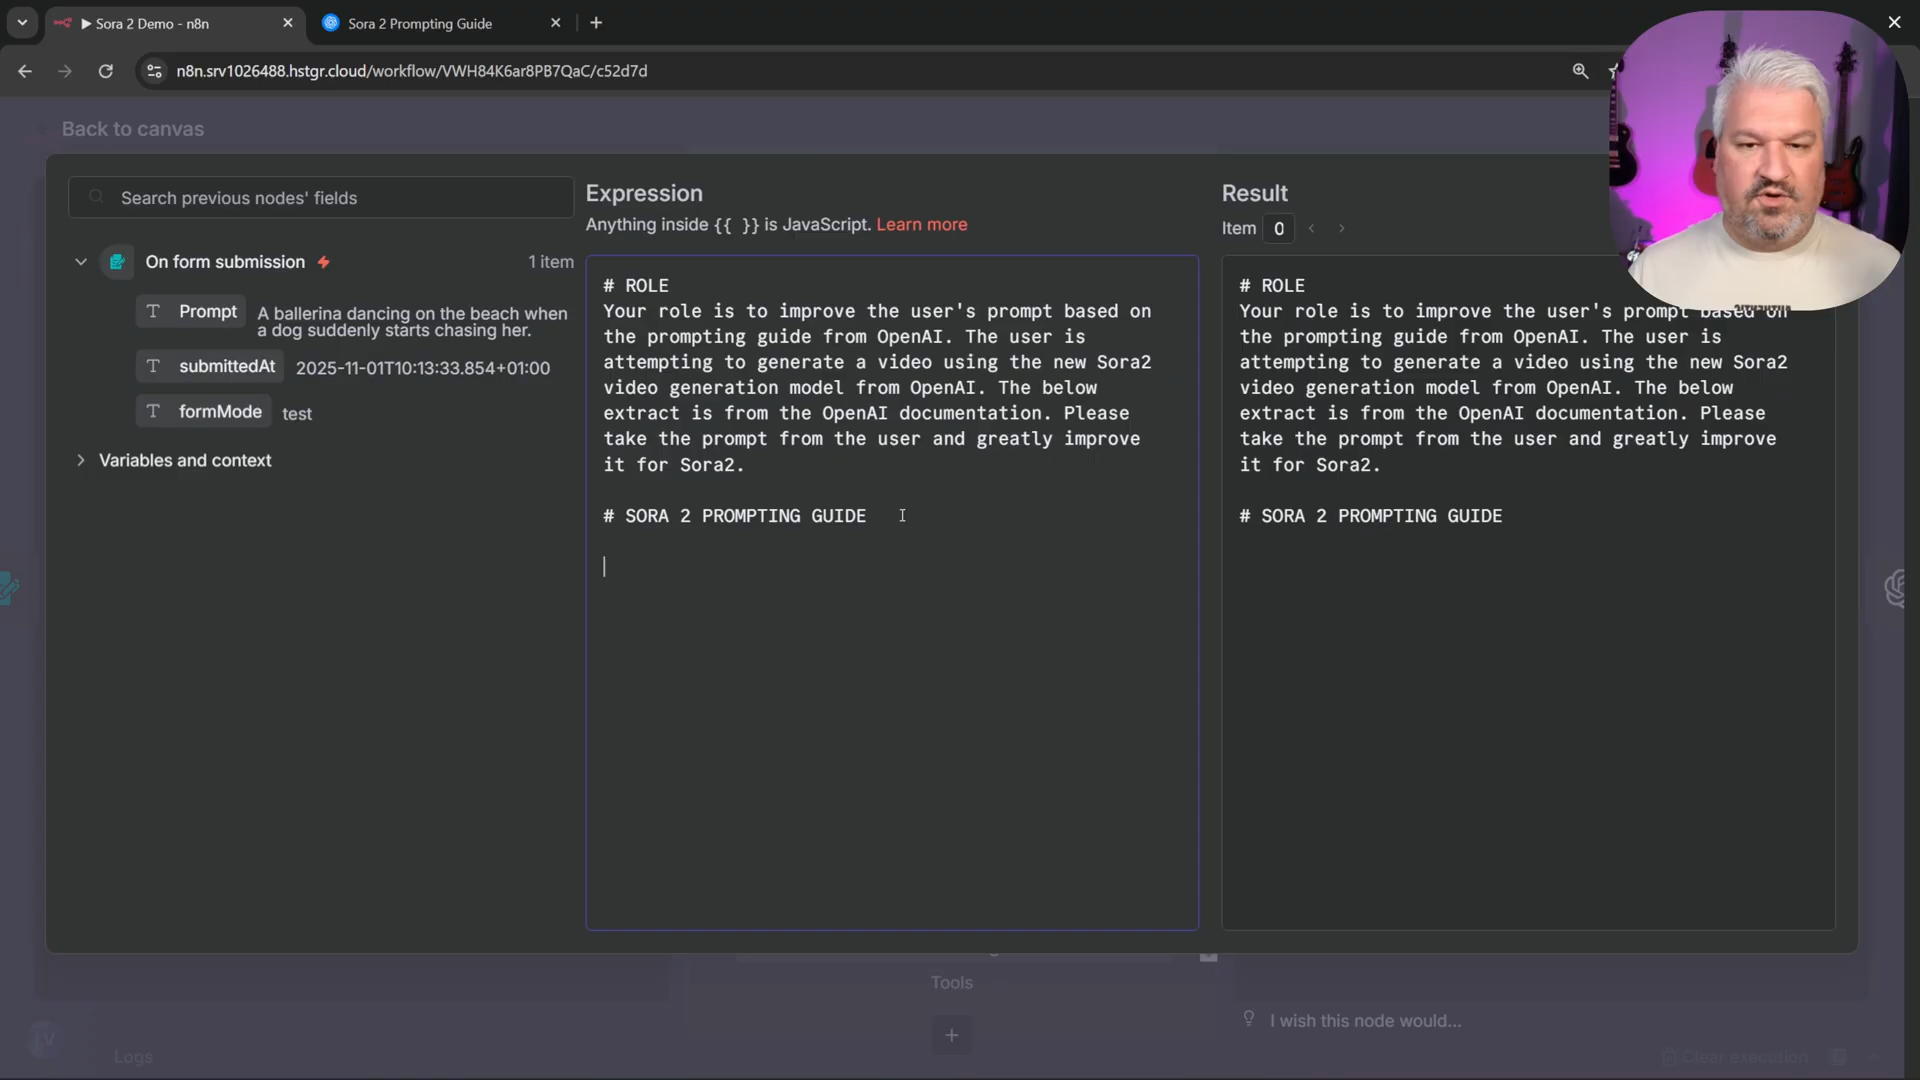 ▶ Sora 2 Demo - n8n
Sora 2 Prompting Guide
n8n.srv1026488.hstgr.cloud/workflow/VWH84K6ar8PB7QaC/c52d7d
Back to canvas
Search previous nodes' fields
On form submission
1 item
T Prompt
A ballerina dancing on the beach when
a dog suddenly starts chasing her.
T submittedAt
2025-11-01T10:13:33.854+01:00
T formMode
test
Variables and context
Expression
Anything inside {{ }} is JavaScript. Learn more
# ROLE
Your role is to improve the user's prompt based on
the prompting guide from OpenAI. The user is
attempting to generate a video using the new Sora2
video generation model from OpenAI. The below
extract is from the OpenAI documentation. Please
take the prompt from the user and greatly improve
it for Sora2.
# SORA 2 PROMPTING GUIDE
Result
Item 0
# ROLE
Your role is to improve the user's prompt based on
the prompting guide from OpenAI. The user is
attempting to generate a video using the new Sora2
video generation model from OpenAI. The below
extract is from the OpenAI documentation. Please
take the prompt from the user and greatly improve
it for Sora2.
# SORA 2 PROMPTING GUIDE
Tools
I wish this node would...
Logs
Clear execution